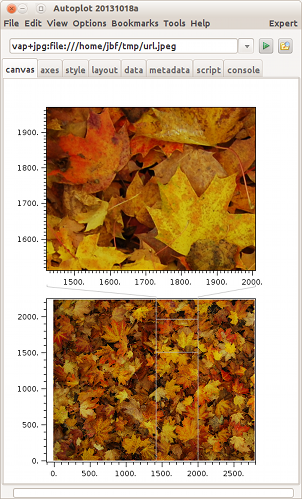 Autoplot 20131018a
File Edit View Options Bookmarks Tools Help Expert
vap+jpg:file:///home/jbf/tmp/url.jpeg
canvas axes style layout data metadata script console
1900.
1800.
1700.
1600.
1500. 1600. 1700. 1800. 1900. 2000.
2000.
1500.
1000.
500.
0.
0. 500. 1000. 1500. 2000. 2500.